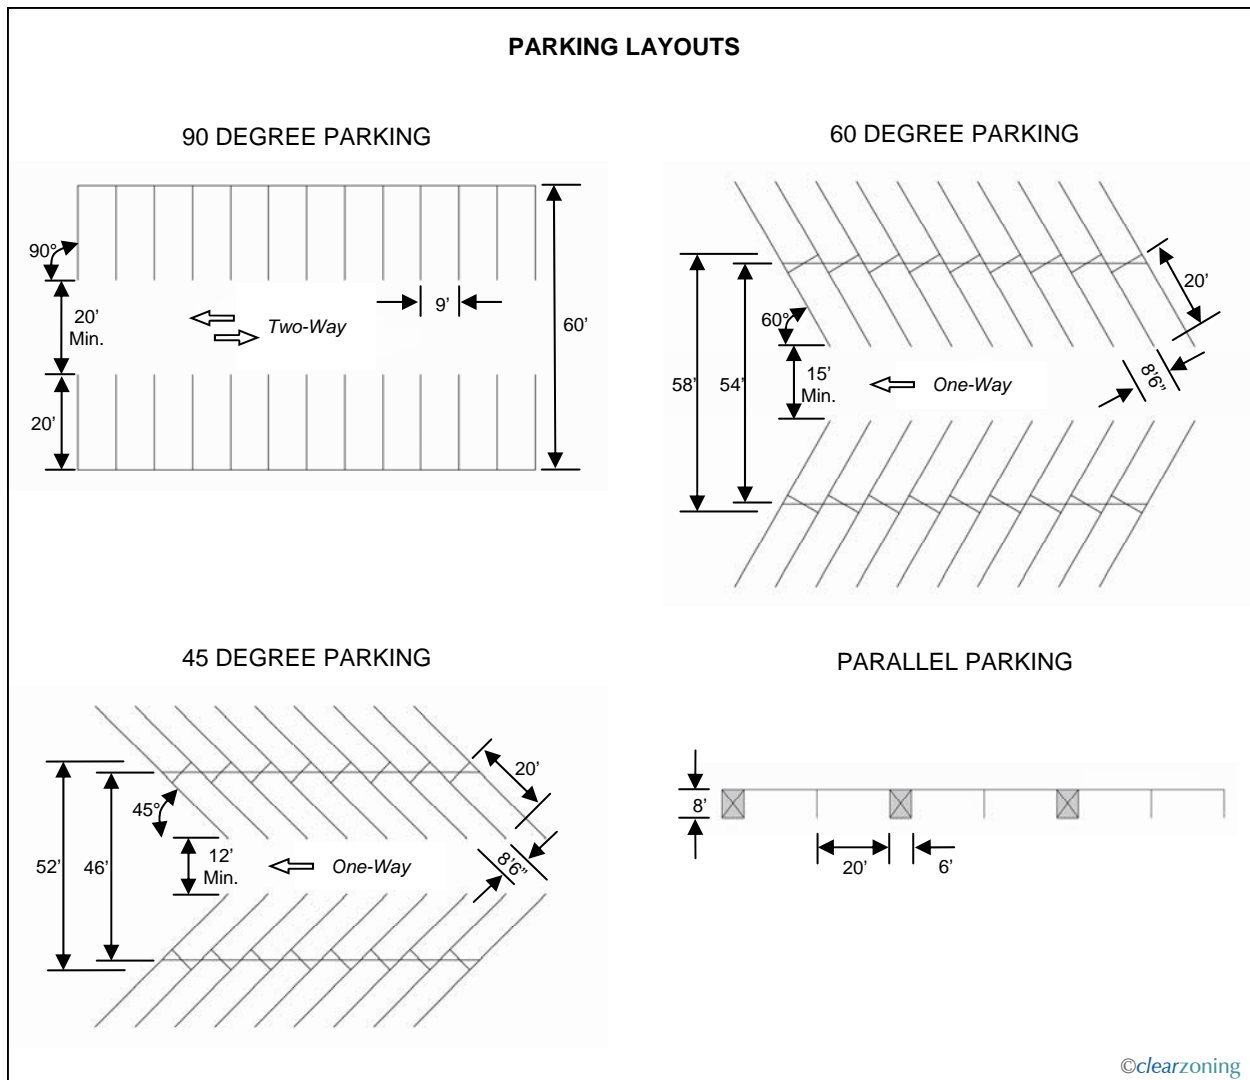 PARKING LAYOUTS
90 DEGREE PARKING
90°
20’
Min.
Two-Way
9’
60’
20’
60 DEGREE PARKING
20’
60°
58’
54’
15’
Min.
One-Way
8’6”
45 DEGREE PARKING
20’
45°
52’
46’
12’
Min.
One-Way
8’6”
PARALLEL PARKING
8’
20’
6’
©clearzoning